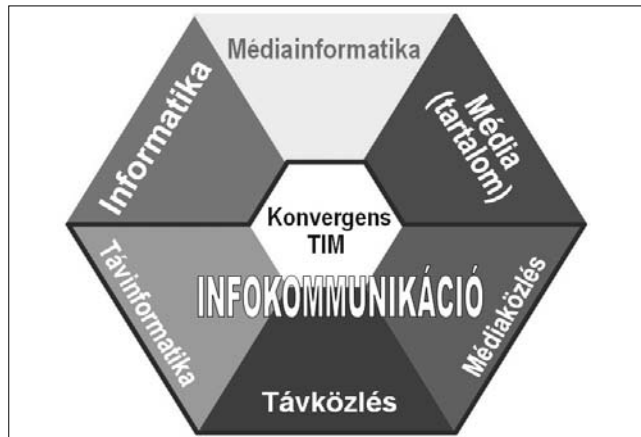 Médiainformatika
Informatika
Média
(tartalom)
Konvergens
TIM
INFOKOMMUNIKÁCIÓ
Távinformatika
Médiaközlés
Távközlés